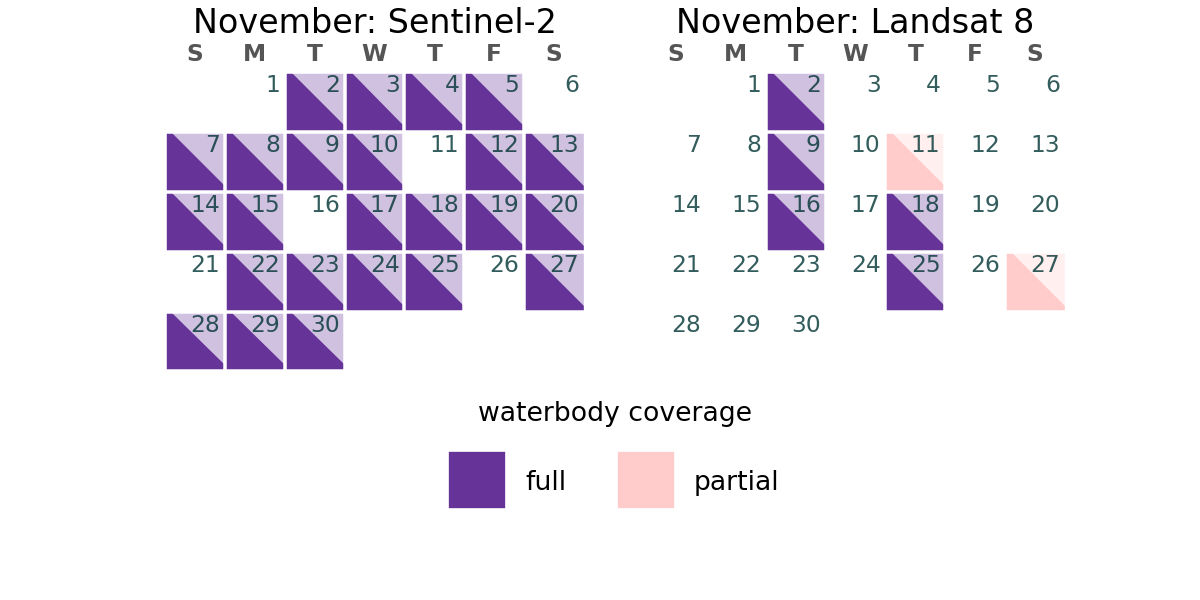 November: Sentinel-2
S M T W T F S
1 2 3 4 5 6
7 8 9 10 11 12 13
14 15 16 17 18 19 20
21 22 23 24 25 26 27
28 29 30
November: Landsat 8
S M T W T F S
1 2 3 4 5 6
7 8 9 10 11 12 13
14 15 16 17 18 19 20
21 22 23 24 25 26 27
28 29 30
waterbody coverage
full partial